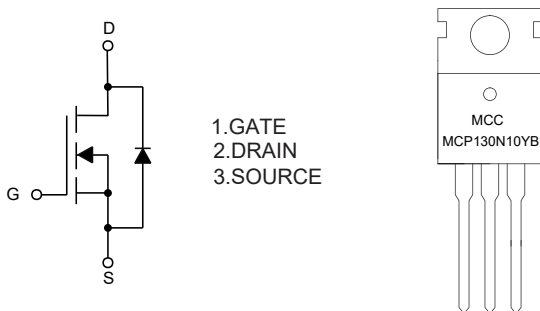 D
G
S
1.GATE
2.DRAIN
3.SOURCE
MCC
MCP130N10YB